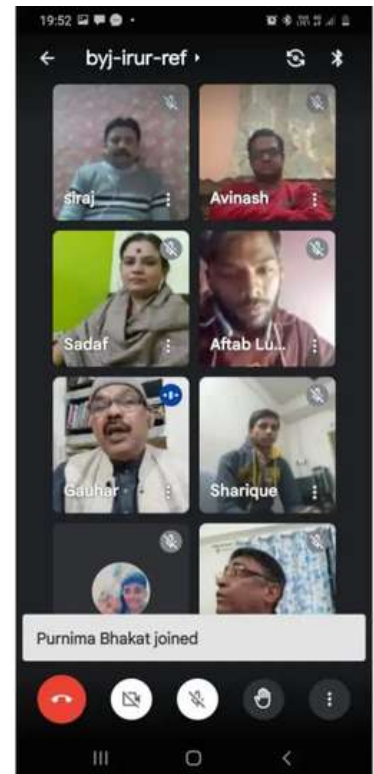 19:52
byj-irur-ref
siraj
Avinash
Sadaf
Aftab Lu...
Gauhar
Sharique
Purnima Bhakat joined